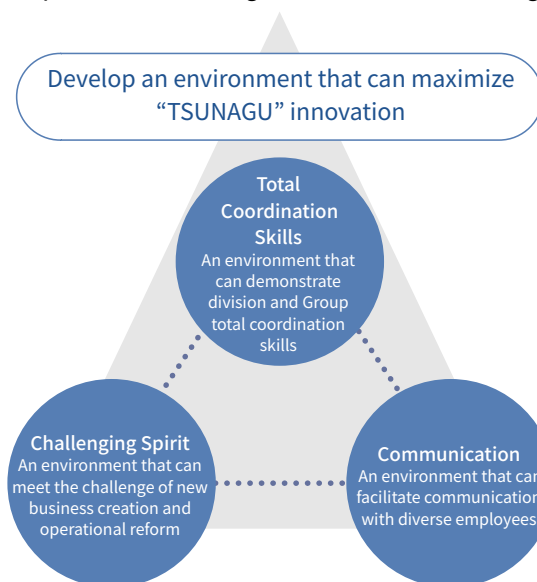 Develop an environment that can maximize
“TSUNAGU” innovation
Total
Coordination
Skills
An environment that
can demonstrate
division and Group
total coordination
skills
Challenging Spirit
An environment that can
meet the challenge of new
business creation and
operational reform
Communication
An environment that can
facilitate communication
with diverse employees